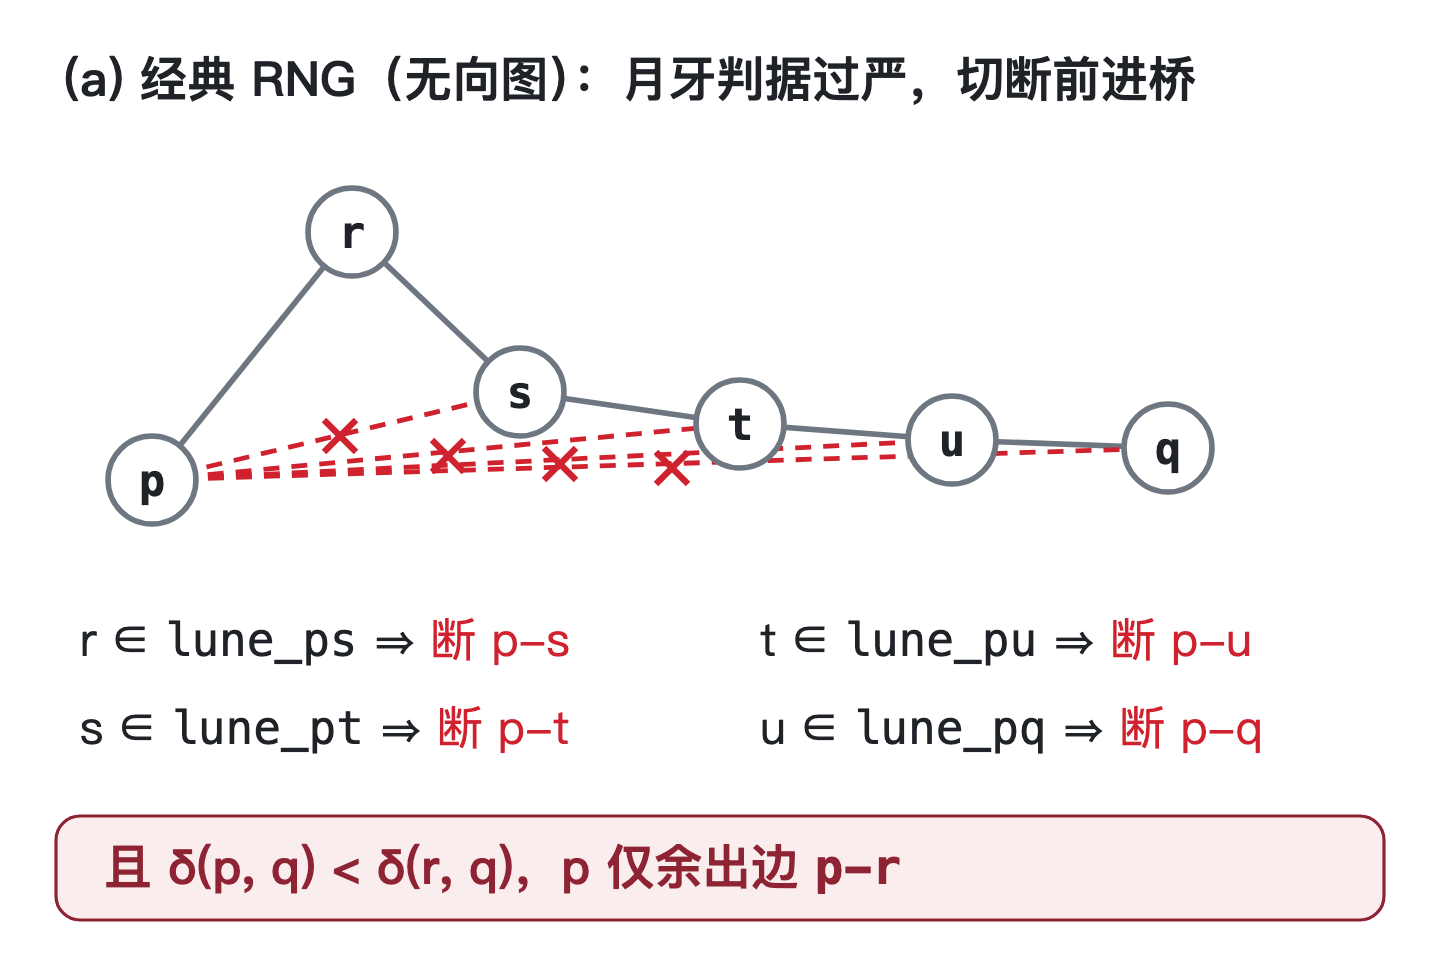 (a) 经典 RNG（无向图）：月牙判据过严，切断前进桥
r
s
t
u
q
p
r ∈ lune_ps ⇒ 断 p–s
t ∈ lune_pu ⇒ 断 p–u
s ∈ lune_pt ⇒ 断 p–t
u ∈ lune_pq ⇒ 断 p–q
且 δ(p, q) < δ(r, q)，p 仅余出边 p–r